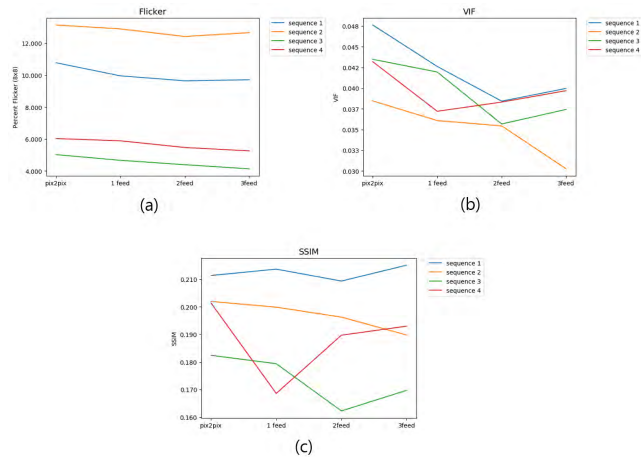 Flicker
sequence 1
sequence 2
sequence 3
sequence 4
12.000
10.000
8.000
6.000
4.000
Percent Flicker (8x8)
pix2pix 1 feed 2feed 3feed
(a)
VIF
sequence 1
sequence 2
sequence 3
sequence 4
0.048
0.045
0.042
0.040
0.037
0.035
0.033
0.030
VIF
pix2pix 1 feed 2feed 3feed
(b)
SSIM
sequence 1
sequence 2
sequence 3
sequence 4
0.210
0.200
0.190
0.180
0.170
0.160
SSIM
pix2pix 1 feed 2feed 3feed
(c)